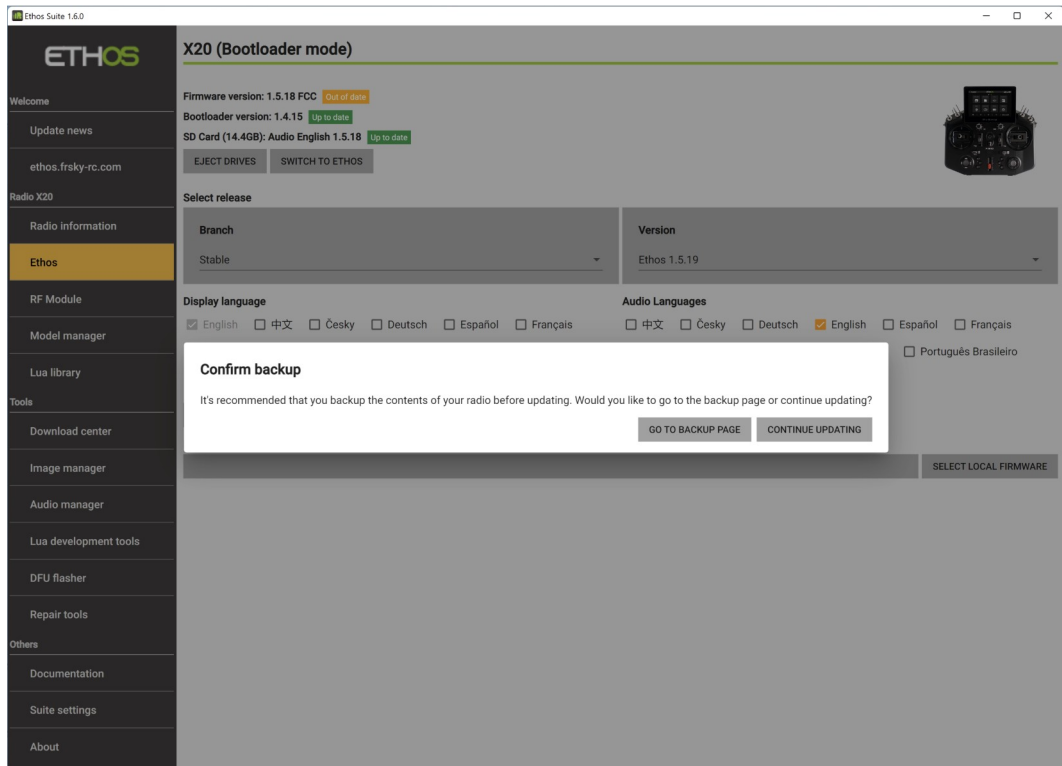 Ethos Suite 1.6.0
ETHOS
Welcome
Update news
ethos.frsky-rc.com
Radio X20
Radio information
Ethos
RF Module
Model manager
Lua library
Tools
Download center
Image manager
Audio manager
Lua development tools
DFU flasher
Repair tools
Others
Documentation
Suite settings
About
X20 (Bootloader mode)
Firmware version: 1.5.18 FCC Out of date
Bootloader version: 1.4.15 Up to date
SD Card (14.4GB): Audio English 1.5.18 Up to date
EJECT DRIVES SWITCH TO ETHOS
Select release
Branch
Stable
Version
Ethos 1.5.19
Display language
English 中文 Česky Deutsch Español Français
Audio Languages
中文 Česky Deutsch English Español Français
Português Brasileiro
Confirm backup
It's recommended that you backup the contents of your radio before updating. Would you like to go to the backup page or continue updating?
GO TO BACKUP PAGE CONTINUE UPDATING
SELECT LOCAL FIRMWARE